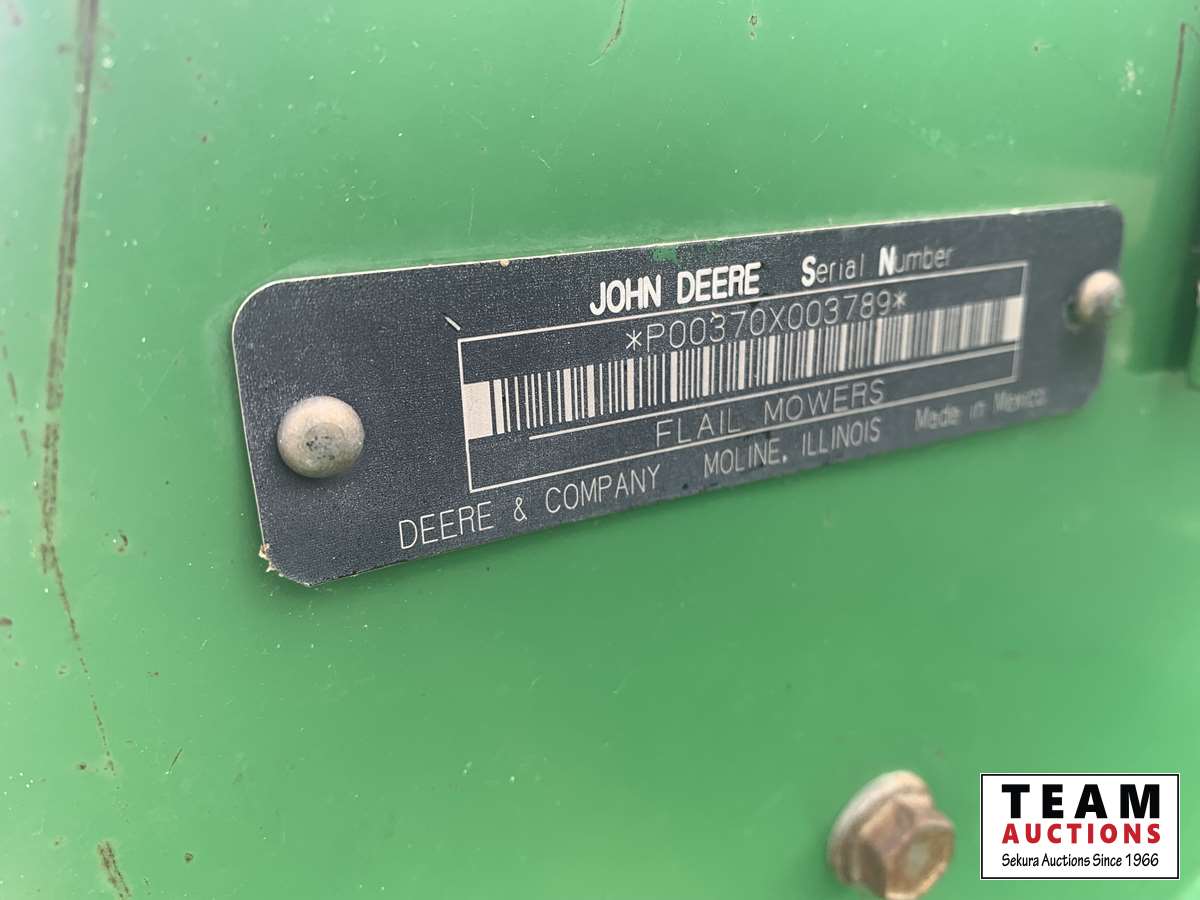 JOHN DEERE Serial Number
*P00370X003789*
FLAIL MOWERS
DEERE & COMPANY MOLINE, ILLINOIS Made in Mexico.
TEAM
AUCTIONS
Sekura Auctions Since 1966